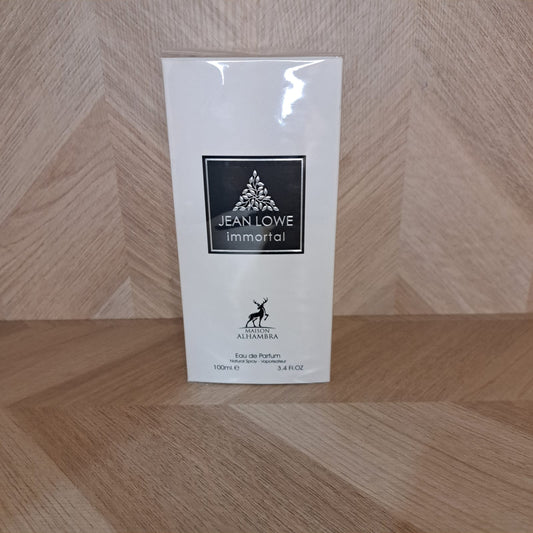 JEAN LOWE
immortal
MAISON
ALHAMBRA
Eau de Parfum
Natural Spray - Vaporisateur
100ml.e 3,4 Fl.OZ